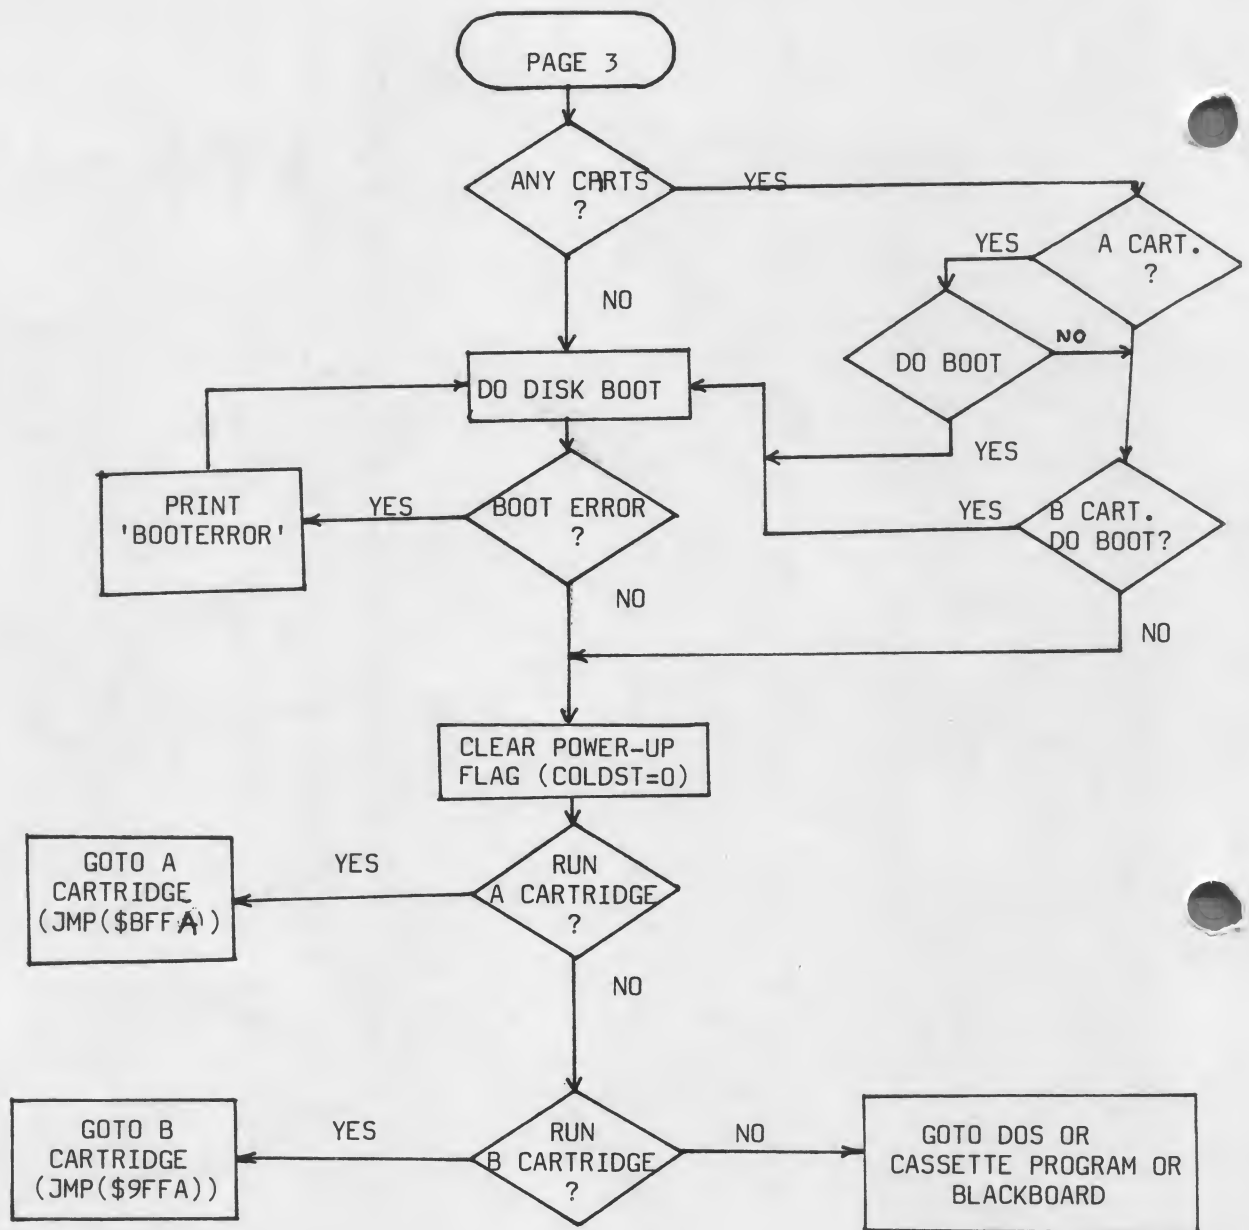 PAGE 3
ANY CARTS
?
YES
A CART.
?
YES
NO
DO BOOT
NO
DO DISK BOOT
YES
PRINT
'BOOTERROR'
YES
BOOT ERROR
?
YES
B CART.
DO BOOT?
NO
NO
CLEAR POWER-UP
FLAG (COLDST=0)
GOTO A
CARTRIDGE
(JMP($BFFA))
YES
RUN
A CARTRIDGE
?
NO
GOTO B
CARTRIDGE
(JMP($9FFA))
YES
RUN
B CARTRIDGE
?
NO
GOTO DOS OR
CASSETTE PROGRAM OR
BLACKBOARD